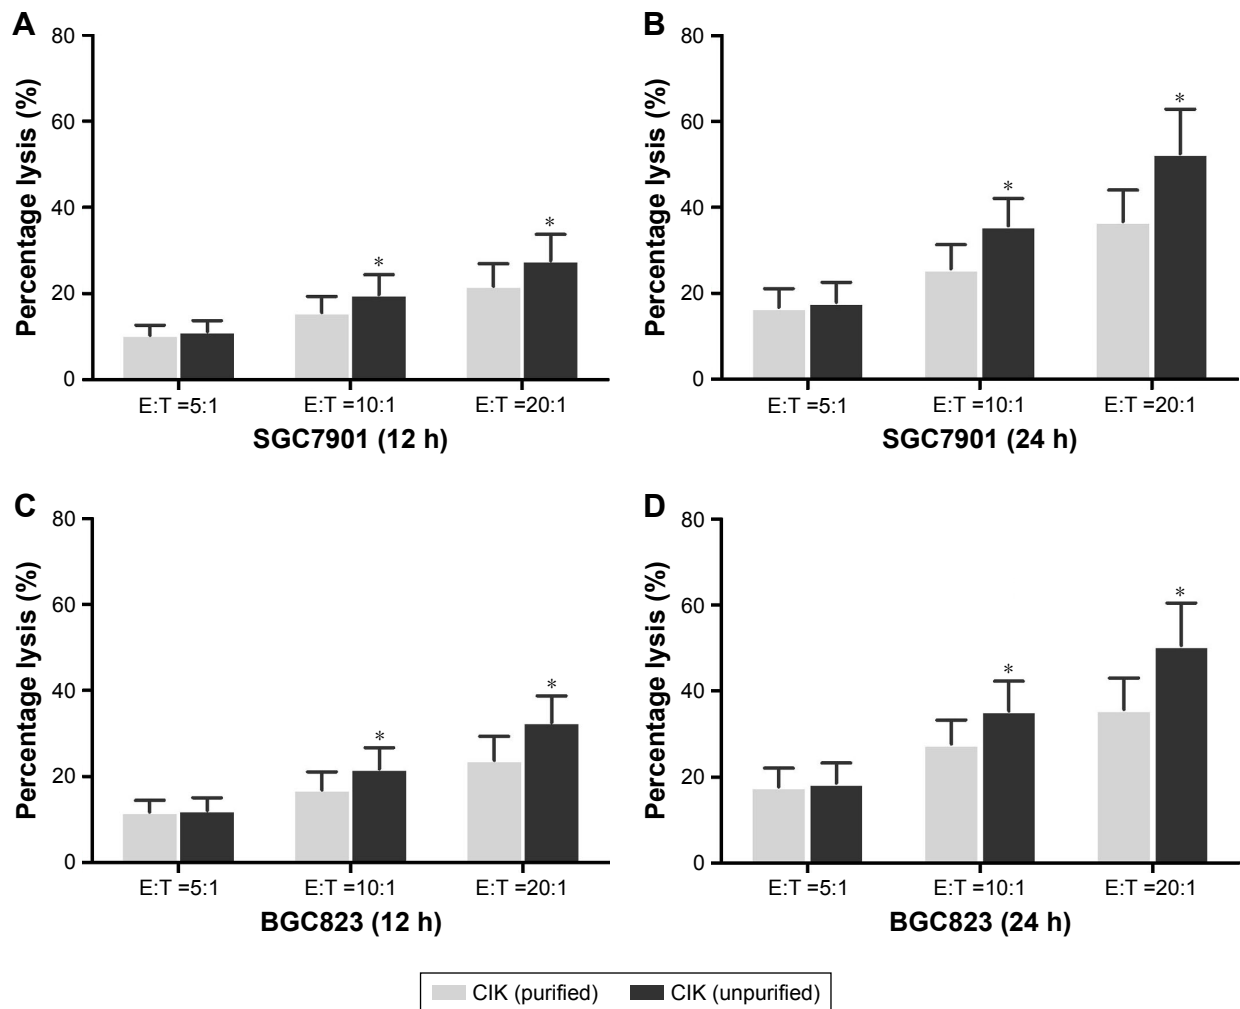 A
Percentage lysis (%)
80
60
40
20
0
*
*
E:T =5:1 E:T =10:1 E:T =20:1
SGC7901 (12 h)
B
Percentage lysis (%)
80
60
40
20
0
*
*
E:T =5:1 E:T =10:1 E:T =20:1
SGC7901 (24 h)
C
Percentage lysis (%)
80
60
40
20
0
*
*
E:T =5:1 E:T =10:1 E:T =20:1
BGC823 (12 h)
D
Percentage lysis (%)
80
60
40
20
0
*
*
E:T =5:1 E:T =10:1 E:T =20:1
BGC823 (24 h)
CIK (purified) CIK (unpurified)